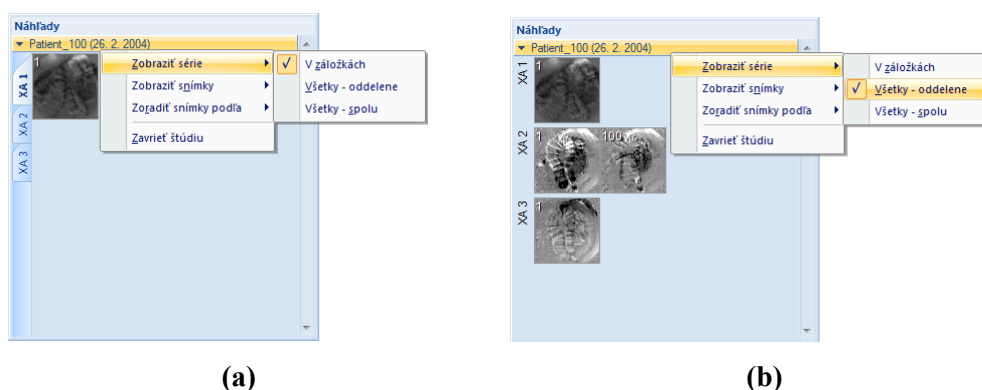 Náhľady
Patient_100 (26. 2. 2004)
XA 1
XA 2
XA 3
1
Zobraziť série
Zobraziť snímky
Zoradiť snímky podľa
Zavrieť štúdiu
V záložkách
Všetky - oddelene
Všetky - spolu
(a)
Náhľady
Patient_100 (26. 2. 2004)
XA 1
1
XA 2
1
100
XA 3
1
Zobraziť série
Zobraziť snímky
Zoradiť snímky podľa
Zavrieť štúdiu
V záložkách
Všetky - oddelene
Všetky - spolu
(b)